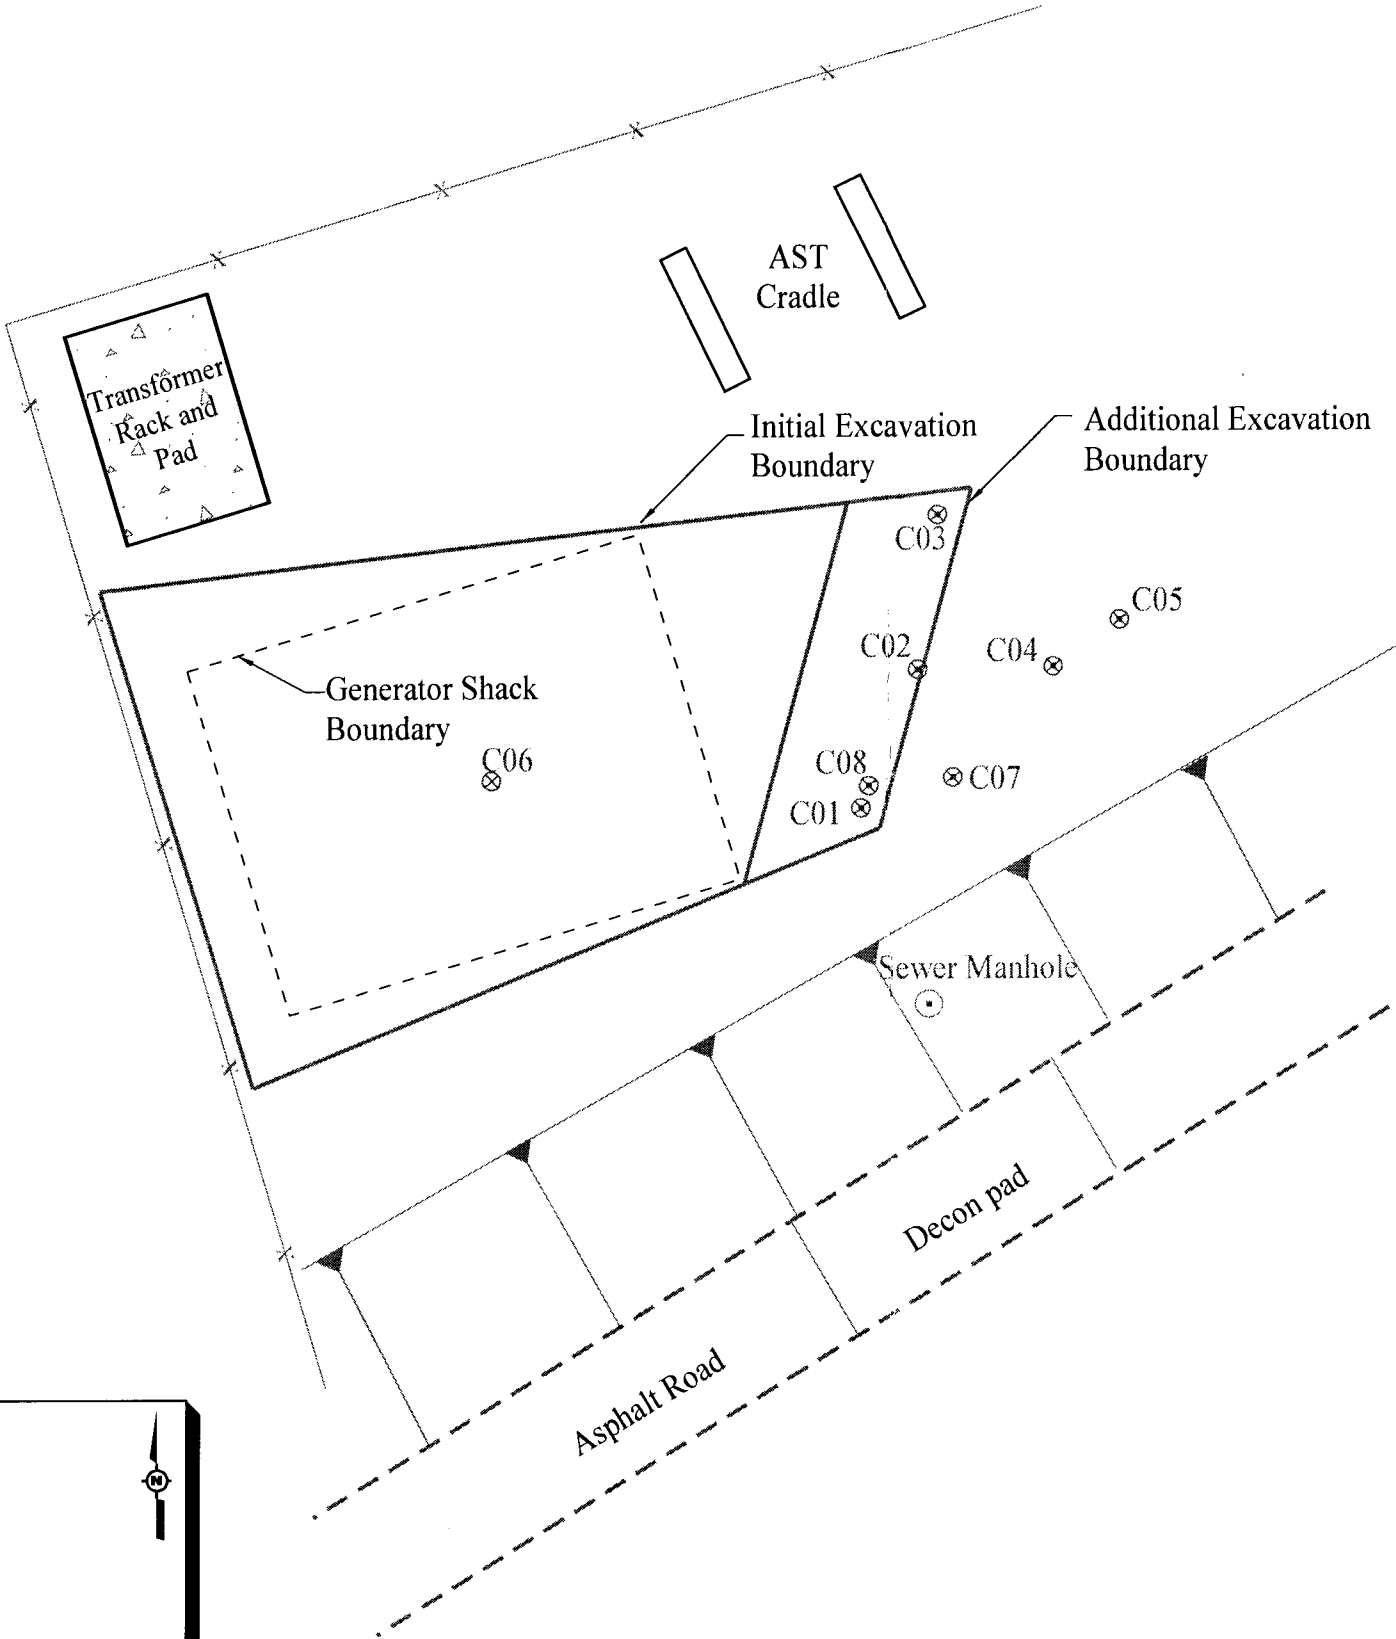 AST
Cradle
Transformer
Rack and
Pad
Initial Excavation
Boundary
Additional Excavation
Boundary
C03
C05
C02
C04
Generator Shack
Boundary
C06
C08
C07
C01
Sewer Manhole
Decon pad
Asphalt Road
N